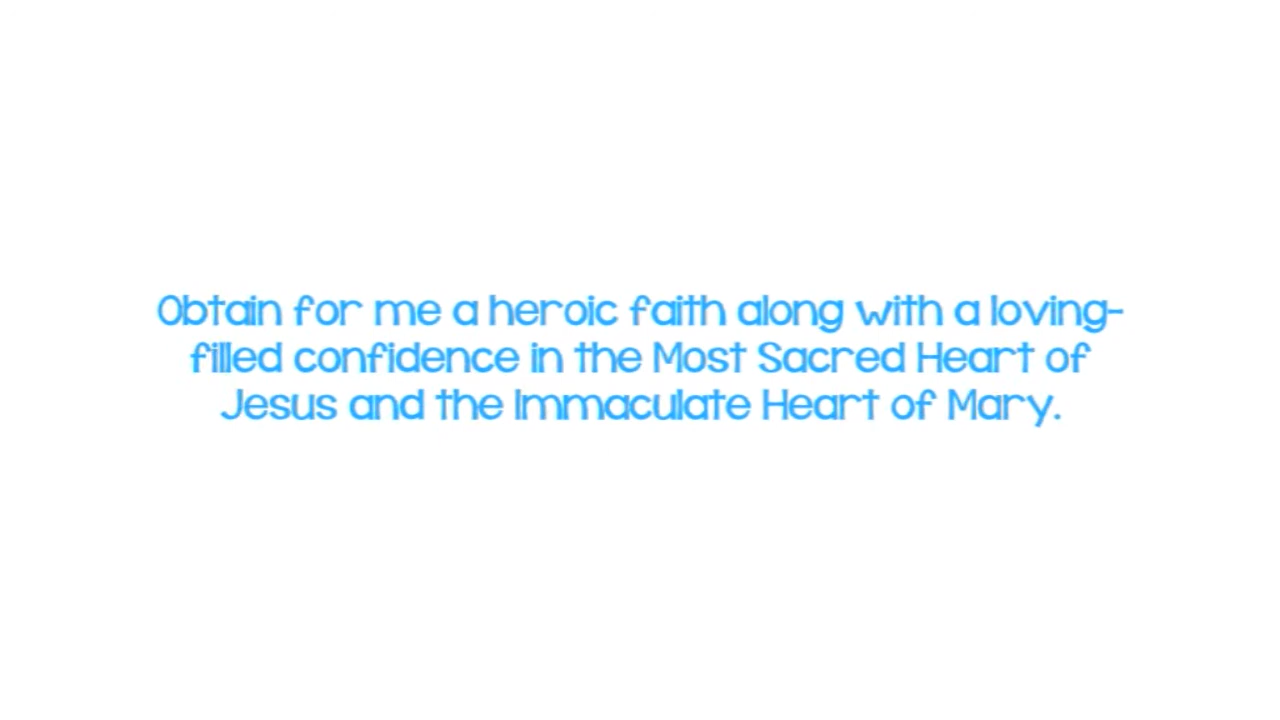 Obtain for me a heroic faith along with a loving-
filled confidence in the Most Sacred Heart of
Jesus and the Immaculate Heart of Mary.